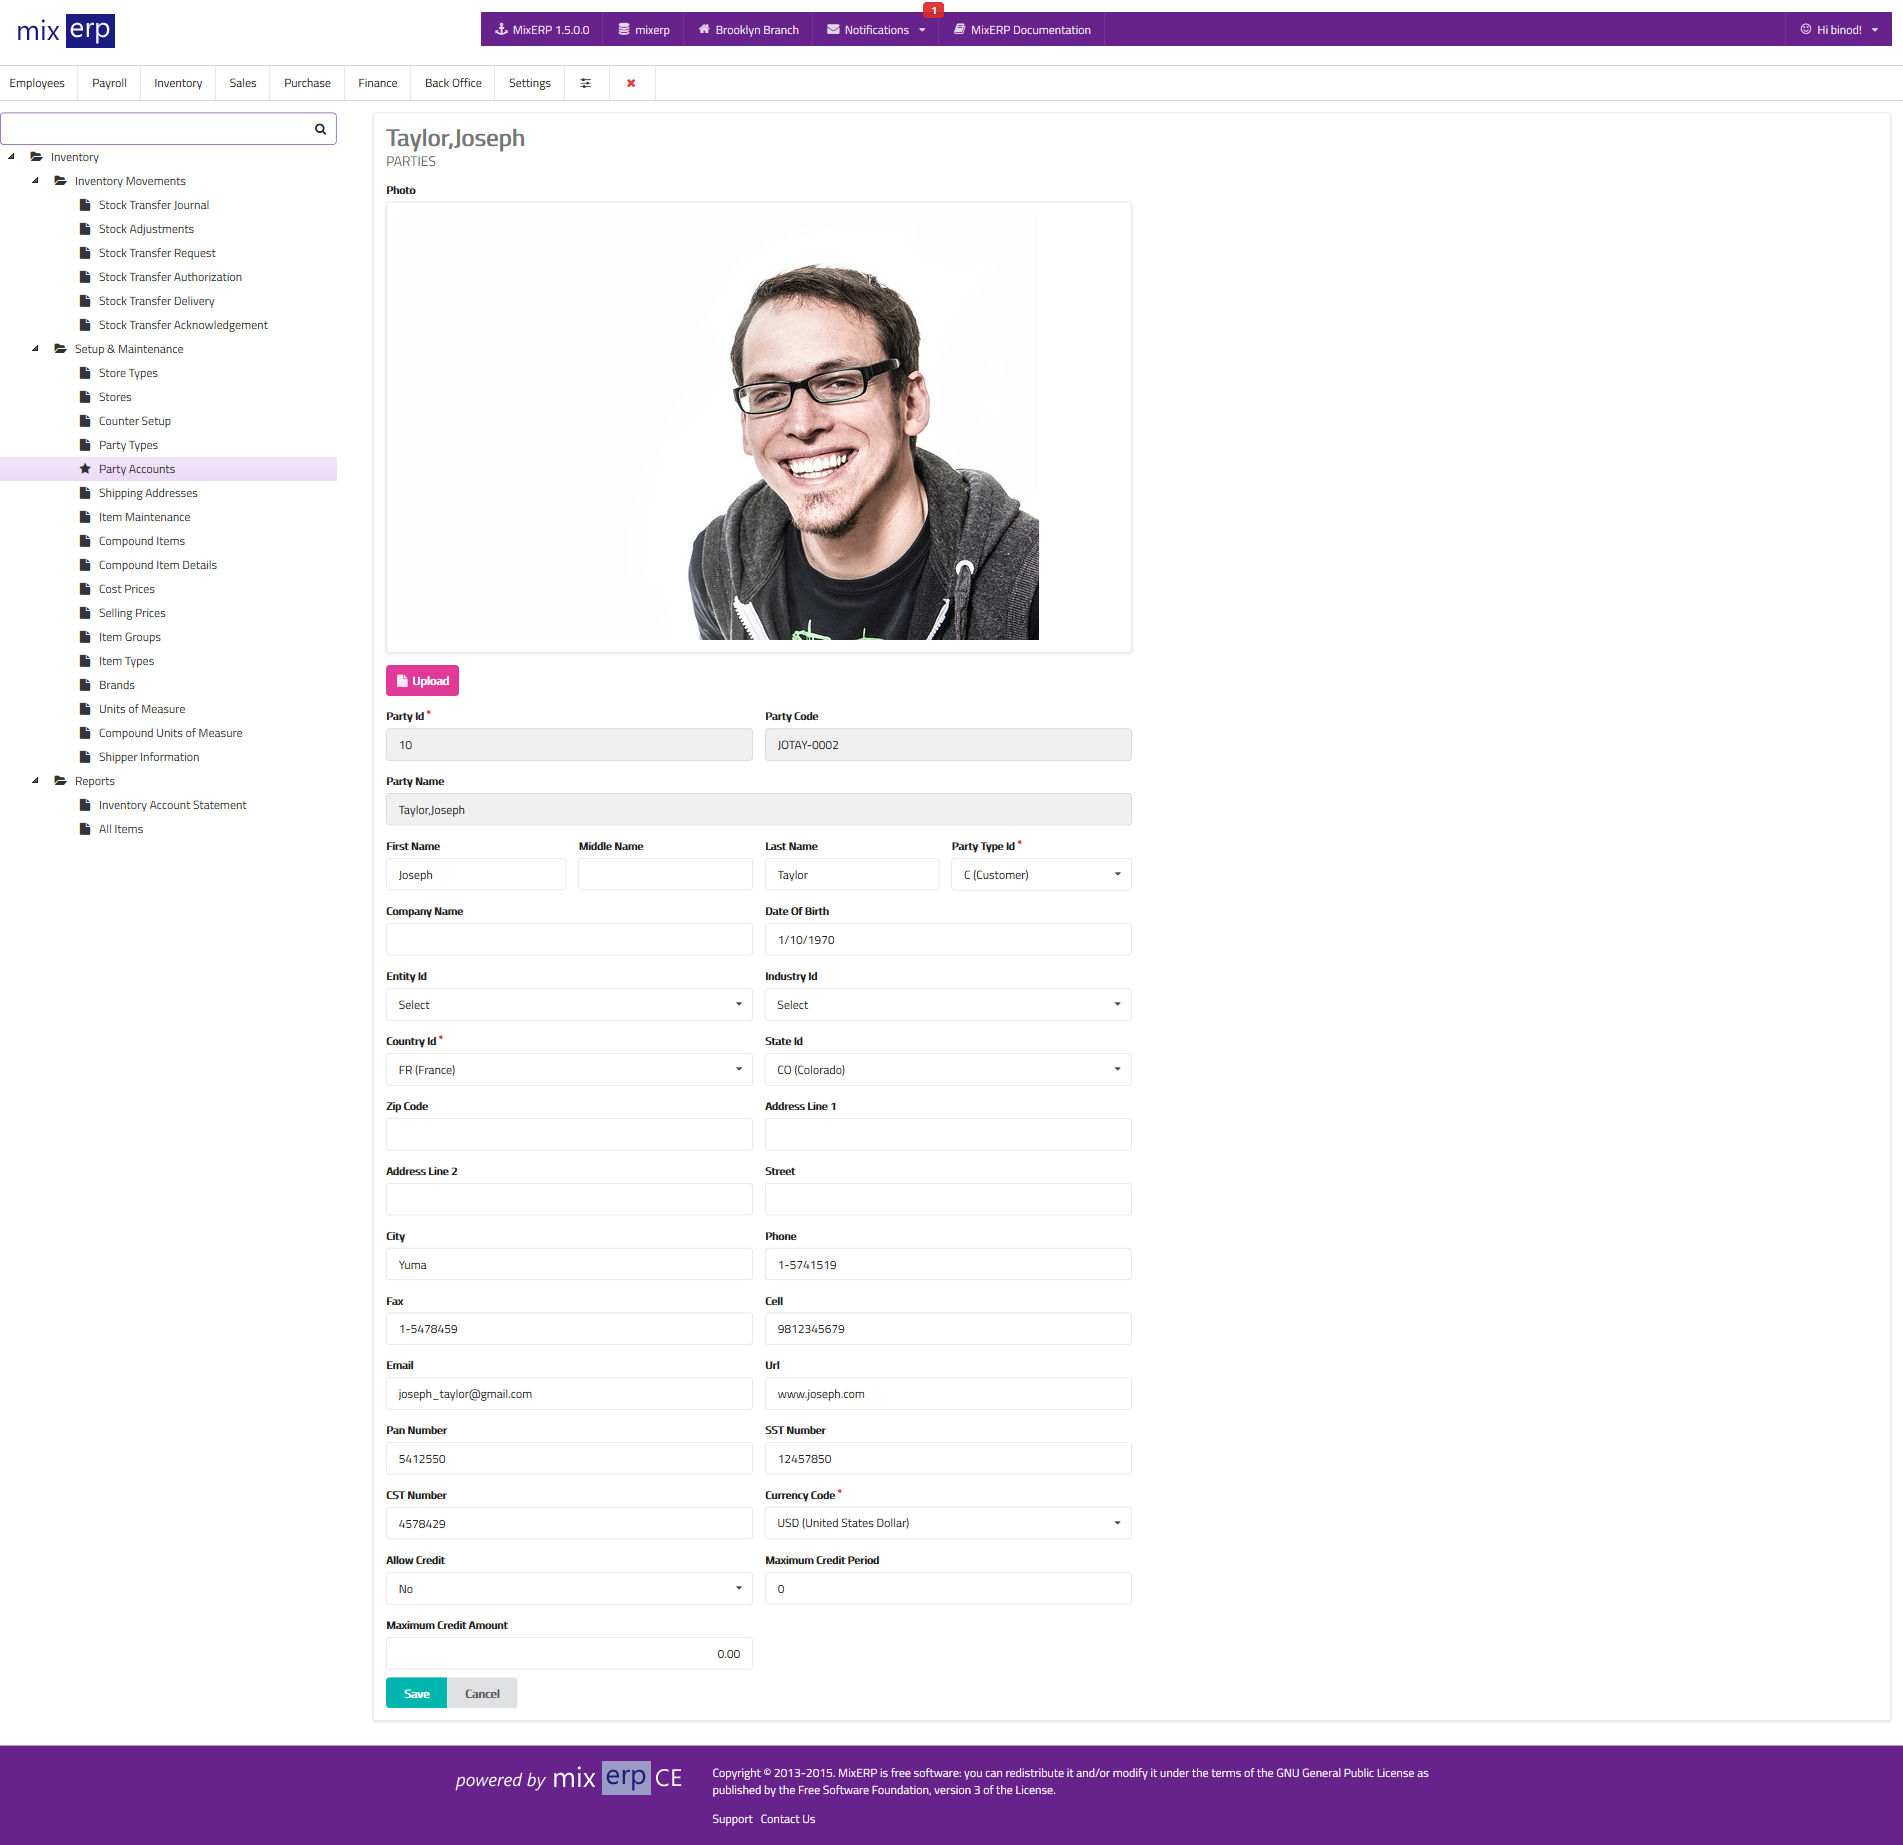 mix erp
1
MixERP 1.5.0.0 mixerp Brooklyn Branch Notifications MixERP Documentation Hi binod!
Employees Payroll Inventory Sales Purchase Finance Back Office Settings
Inventory
Inventory Movements
Stock Transfer Journal
Stock Adjustments
Stock Transfer Request
Stock Transfer Authorization
Stock Transfer Delivery
Stock Transfer Acknowledgement
Setup & Maintenance
Store Types
Stores
Counter Setup
Party Types
Party Accounts
Shipping Addresses
Item Maintenance
Compound Items
Compound Item Details
Cost Prices
Selling Prices
Item Groups
Item Types
Brands
Units of Measure
Compound Units of Measure
Shipper Information
Reports
Inventory Account Statement
All Items
Taylor,Joseph
PARTIES
Photo
Upload
Party Id * Party Code
10 JOTAY-0002
Party Name
Taylor,Joseph
First Name Middle Name Last Name Party Type Id *
Joseph Taylor C (Customer)
Company Name Date Of Birth
1/10/1970
Entity Id Industry Id
Select Select
Country Id * State Id
FR (France) CO (Colorado)
Zip Code Address Line 1
Address Line 2 Street
City Phone
Yuma 1-5741519
Fax Cell
1-5478459 9812345679
Email Url
joseph_taylor@gmail.com www.joseph.com
Pan Number SST Number
5412550 12457850
CST Number Currency Code *
4578429 USD (United States Dollar)
Allow Credit Maximum Credit Period
No 0
Maximum Credit Amount
0.00
Save Cancel
powered by mix erp CE
Copyright © 2013-2015. MixERP is free software: you can redistribute it and/or modify it under the terms of the GNU General Public License as
published by the Free Software Foundation, version 3 of the License.
Support Contact Us